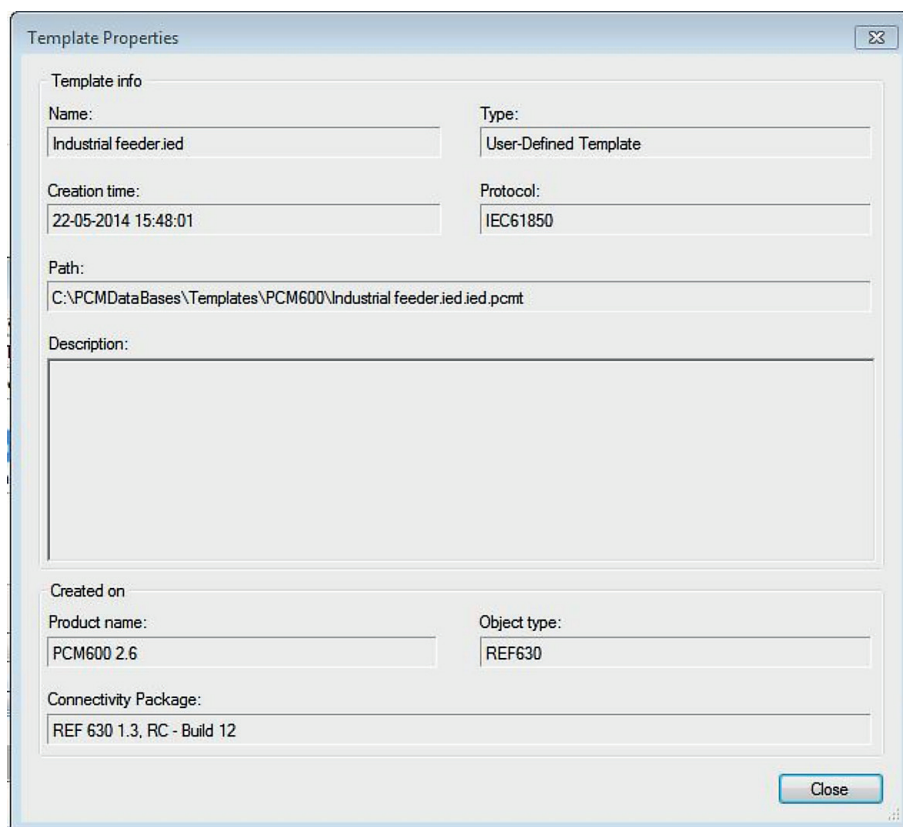 Template Properties
Template info
Name:
Type:
Industrial feeder.ied
User-Defined Template
Creation time:
Protocol:
22-05-2014 15:48:01
IEC61850
Path:
C:\PCMDataBases\Templates\PCM600\Industrial feeder.ied.ied.pcmt
Description:
Created on
Product name:
Object type:
PCM600 2.6
REF630
Connectivity Package:
REF 630 1.3, RC - Build 12
Close